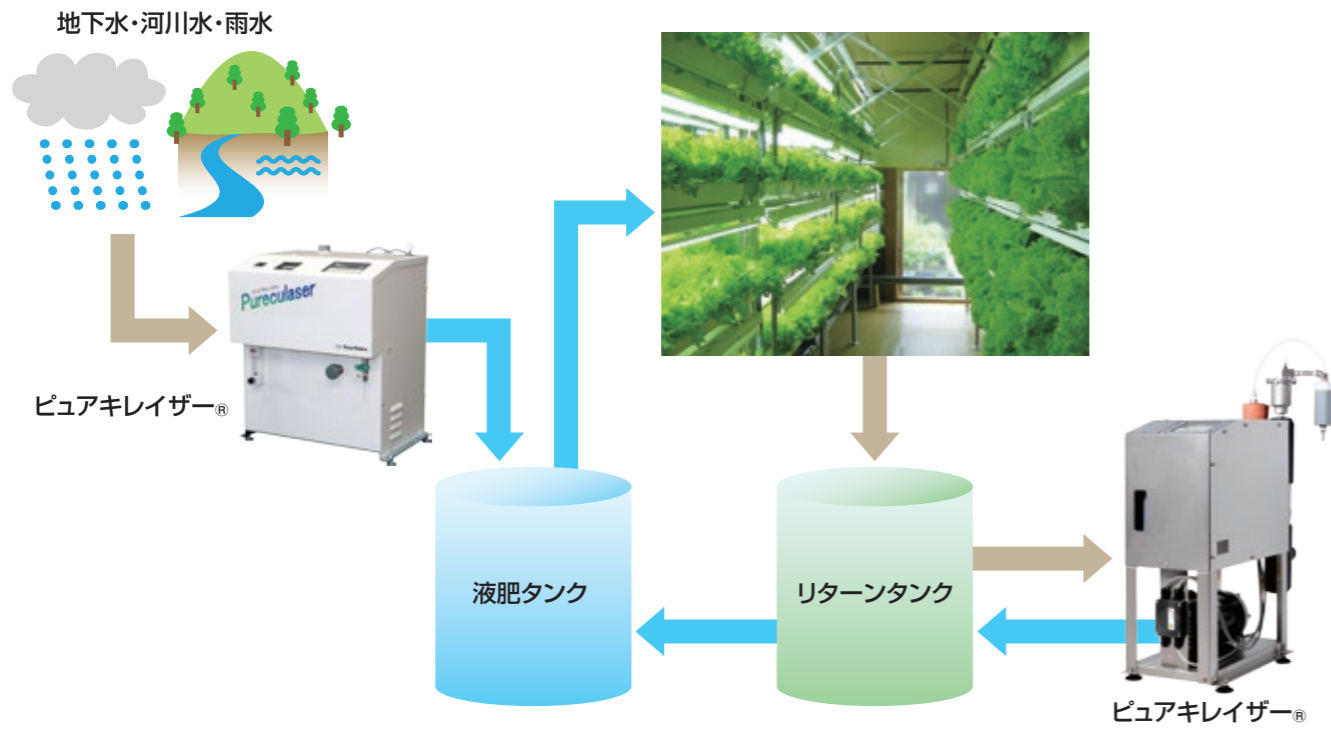 地下水・河川水・雨水
Pureculaser
ピュアキレイザー®
液肥タンク
リターンタンク
ピュアキレイザー®